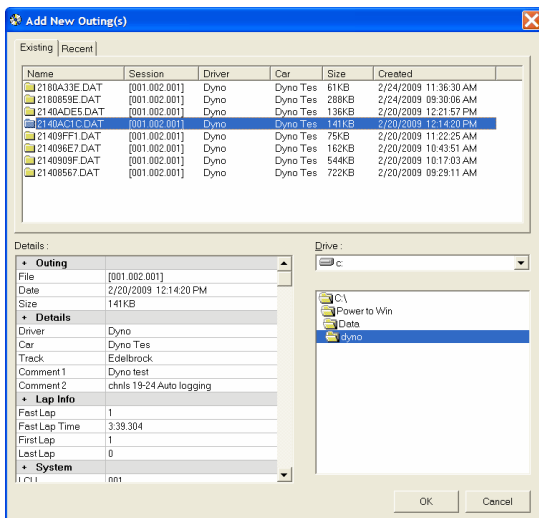 Add New Outing(s)
Existing Recent
Name Session Driver Car Size Created
2180A33E.DAT [001.002.001] Dyno Dyno Tes 61KB 2/24/2009 11:36:30 AM
2180859E.DAT [001.002.001] Dyno Dyno Tes 288KB 2/24/2009 09:30:06 AM
2140ADE5.DAT [001.002.001] Dyno Dyno Tes 136KB 2/20/2009 12:21:57 PM
2140AC1C.DAT [001.002.001] Dyno Dyno Tes 141KB 2/20/2009 12:14:20 PM
21409FF1.DAT [001.002.001] Dyno Dyno Tes 75KB 2/20/2009 11:22:25 AM
214096E7.DAT [001.002.001] Dyno Dyno Tes 162KB 2/20/2009 10:43:51 AM
2140909F.DAT [001.002.001] Dyno Dyno Tes 544KB 2/20/2009 10:17:03 AM
21408567.DAT [001.002.001] Dyno Dyno Tes 722KB 2/20/2009 09:29:11 AM
Details :
+ Outing
File [001.002.001]
Date 2/20/2009 12:14:20 PM
Size 141KB
+ Details
Driver Dyno
Car Dyno Tes
Track Edelbrock
Comment 1 Dyno test
Comment 2 chnls 19-24 Auto logging
+ Lap Info
Fast Lap 1
Fast Lap Time 3:39.304
First Lap 1
Last Lap 0
+ System
LCU 001
Drive :
c:
C:\
Power to Win
Data
dyno
OK Cancel